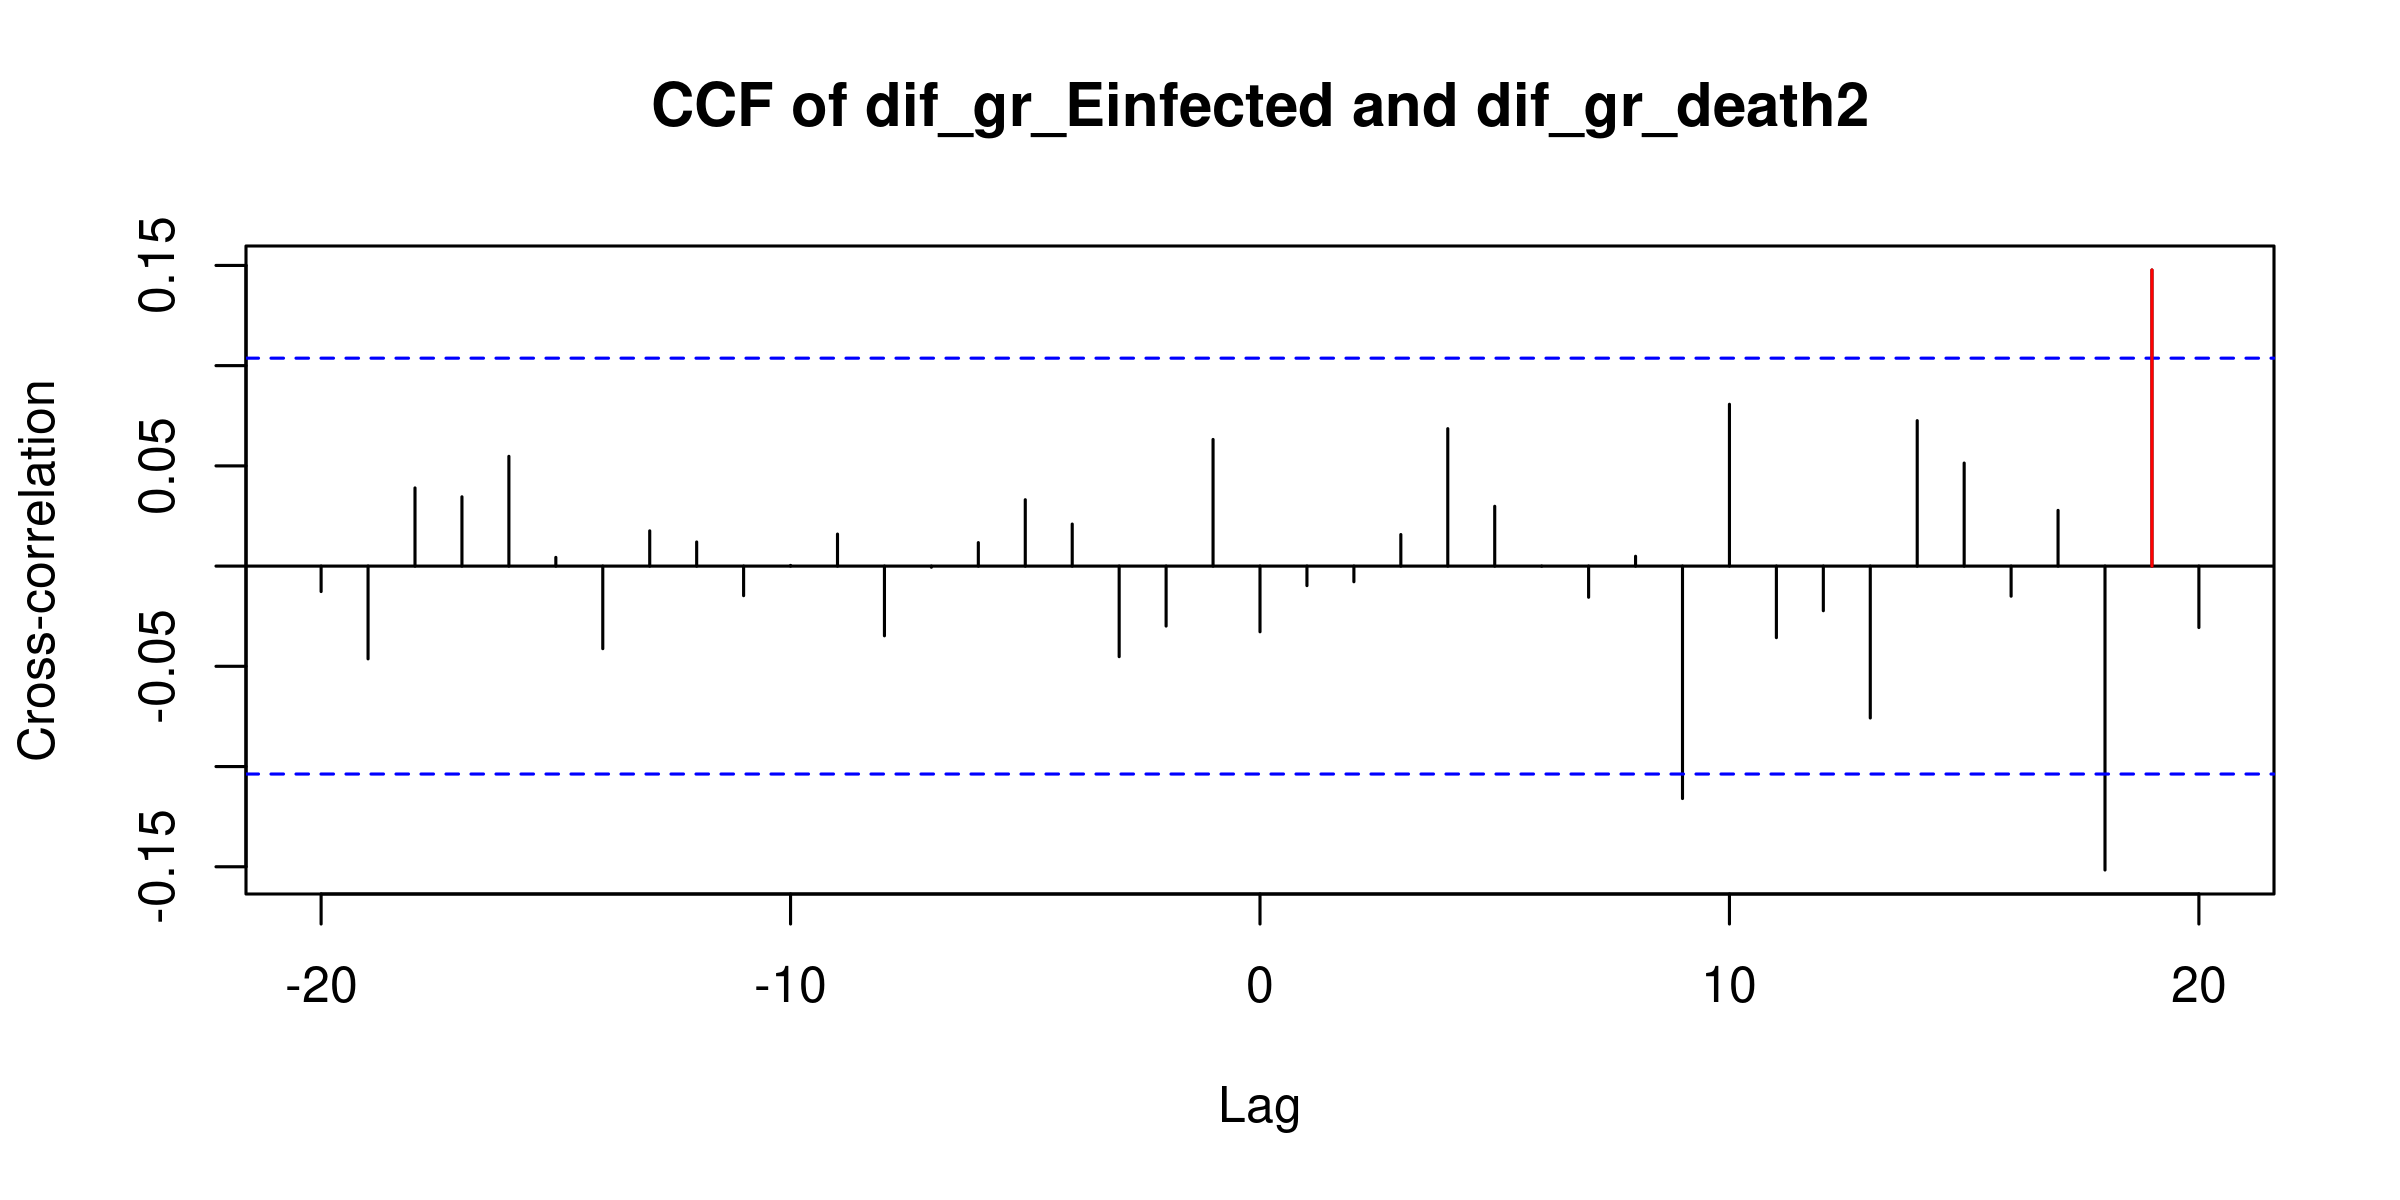 CCF of dif_gr_Einfected and dif_gr_death2
Cross-correlation
0.15
0.05
-0.05
-0.15
-20 -10 0 10 20
Lag